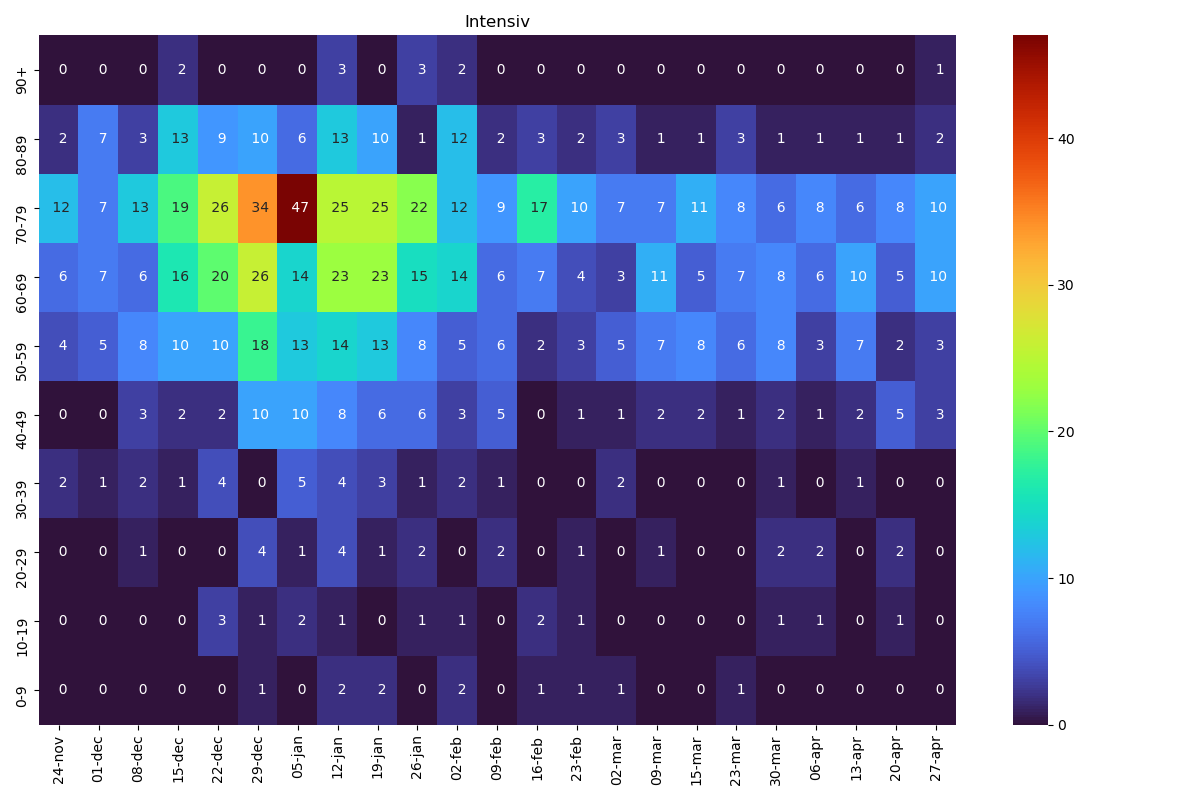 Intensiv
90+ 0 0 0 2 0 0 0 3 0 3 2 0 0 0 0 0 0 0 0 0 0 0 1
80-89 2 7 3 13 9 10 6 13 10 1 12 2 3 2 3 1 1 3 1 1 1 1 2
70-79 12 7 13 19 26 34 47 25 25 22 12 9 17 10 7 7 11 8 6 8 6 8 10
60-69 6 7 6 16 20 26 14 23 23 15 14 6 7 4 3 11 5 7 8 6 10 5 10
50-59 4 5 8 10 10 18 13 14 13 8 5 6 2 3 5 7 8 6 8 3 7 2 3
40-49 0 0 3 2 2 10 10 8 6 6 3 5 0 1 1 2 2 1 2 1 2 5 3
30-39 2 1 2 1 4 0 5 4 3 1 2 1 0 0 2 0 0 0 1 0 1 0 0
20-29 0 0 1 0 0 4 1 4 1 2 0 2 0 1 0 1 0 0 2 2 0 2 0
10-19 0 0 0 0 3 1 2 1 0 1 1 0 2 1 0 0 0 0 1 1 0 1 0
0-9 0 0 0 0 0 1 0 2 2 0 2 0 1 1 1 0 0 1 0 0 0 0 0
24-nov 01-dec 08-dec 15-dec 22-dec 29-dec 05-jan 12-jan 19-jan 26-jan 02-feb 09-feb 16-feb 23-feb 02-mar 09-mar 15-mar 23-mar 30-mar 06-apr 13-apr 20-apr 27-apr
40
30
20
10
0